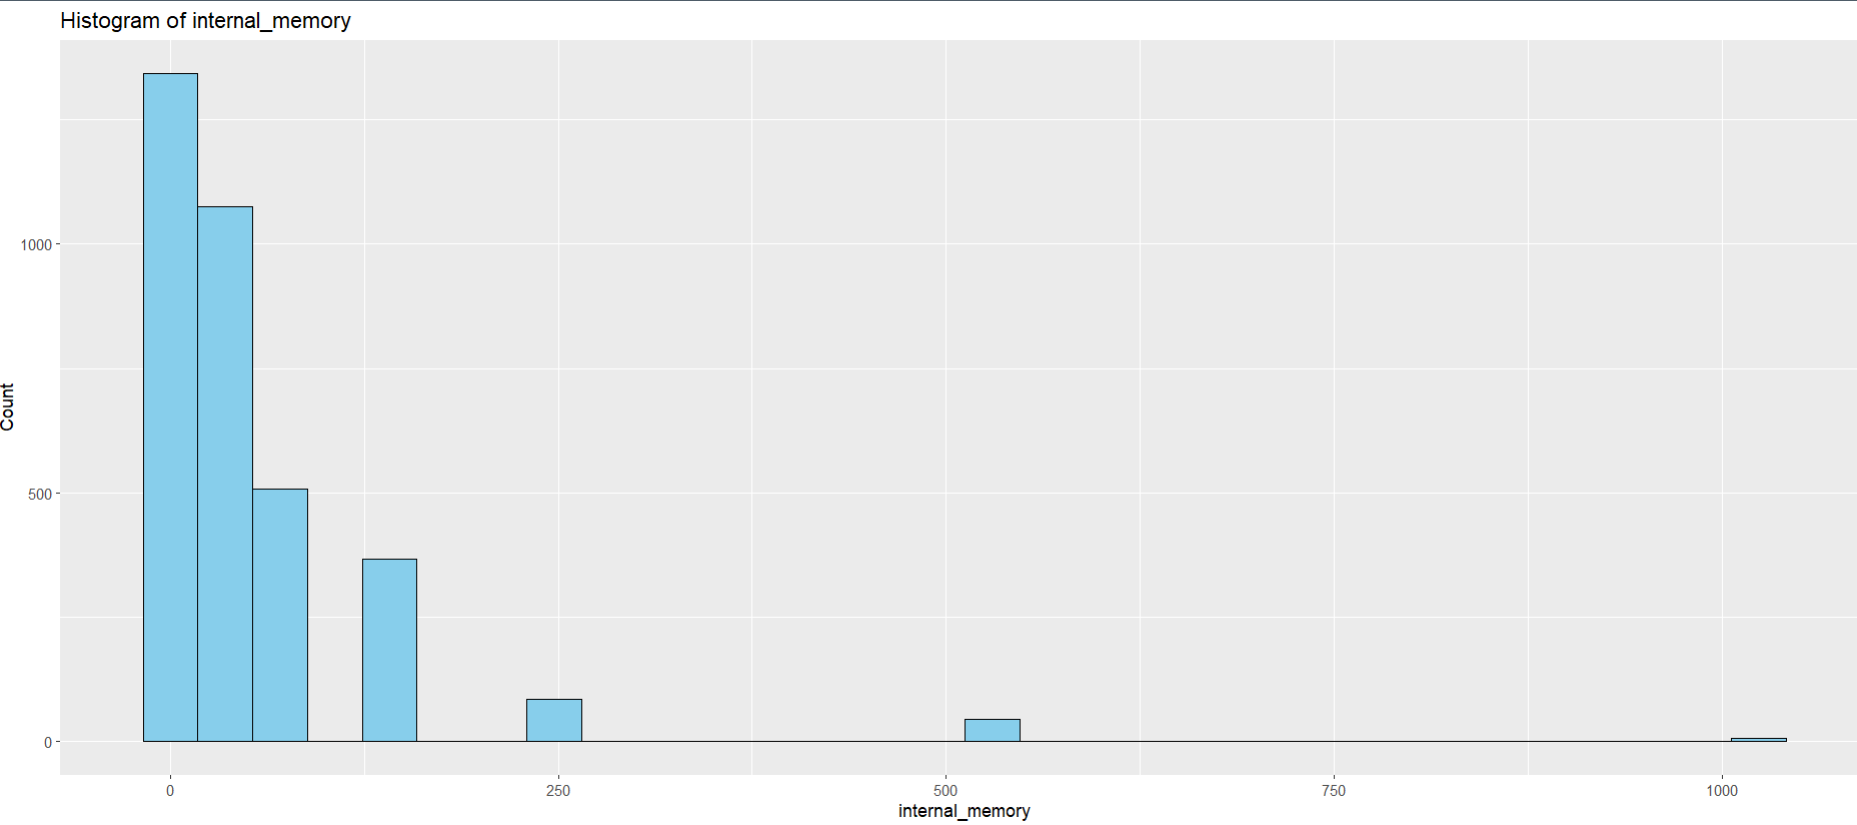 Histogram of internal_memory
Count
1000
500
0
0 250 500 750 1000
internal_memory